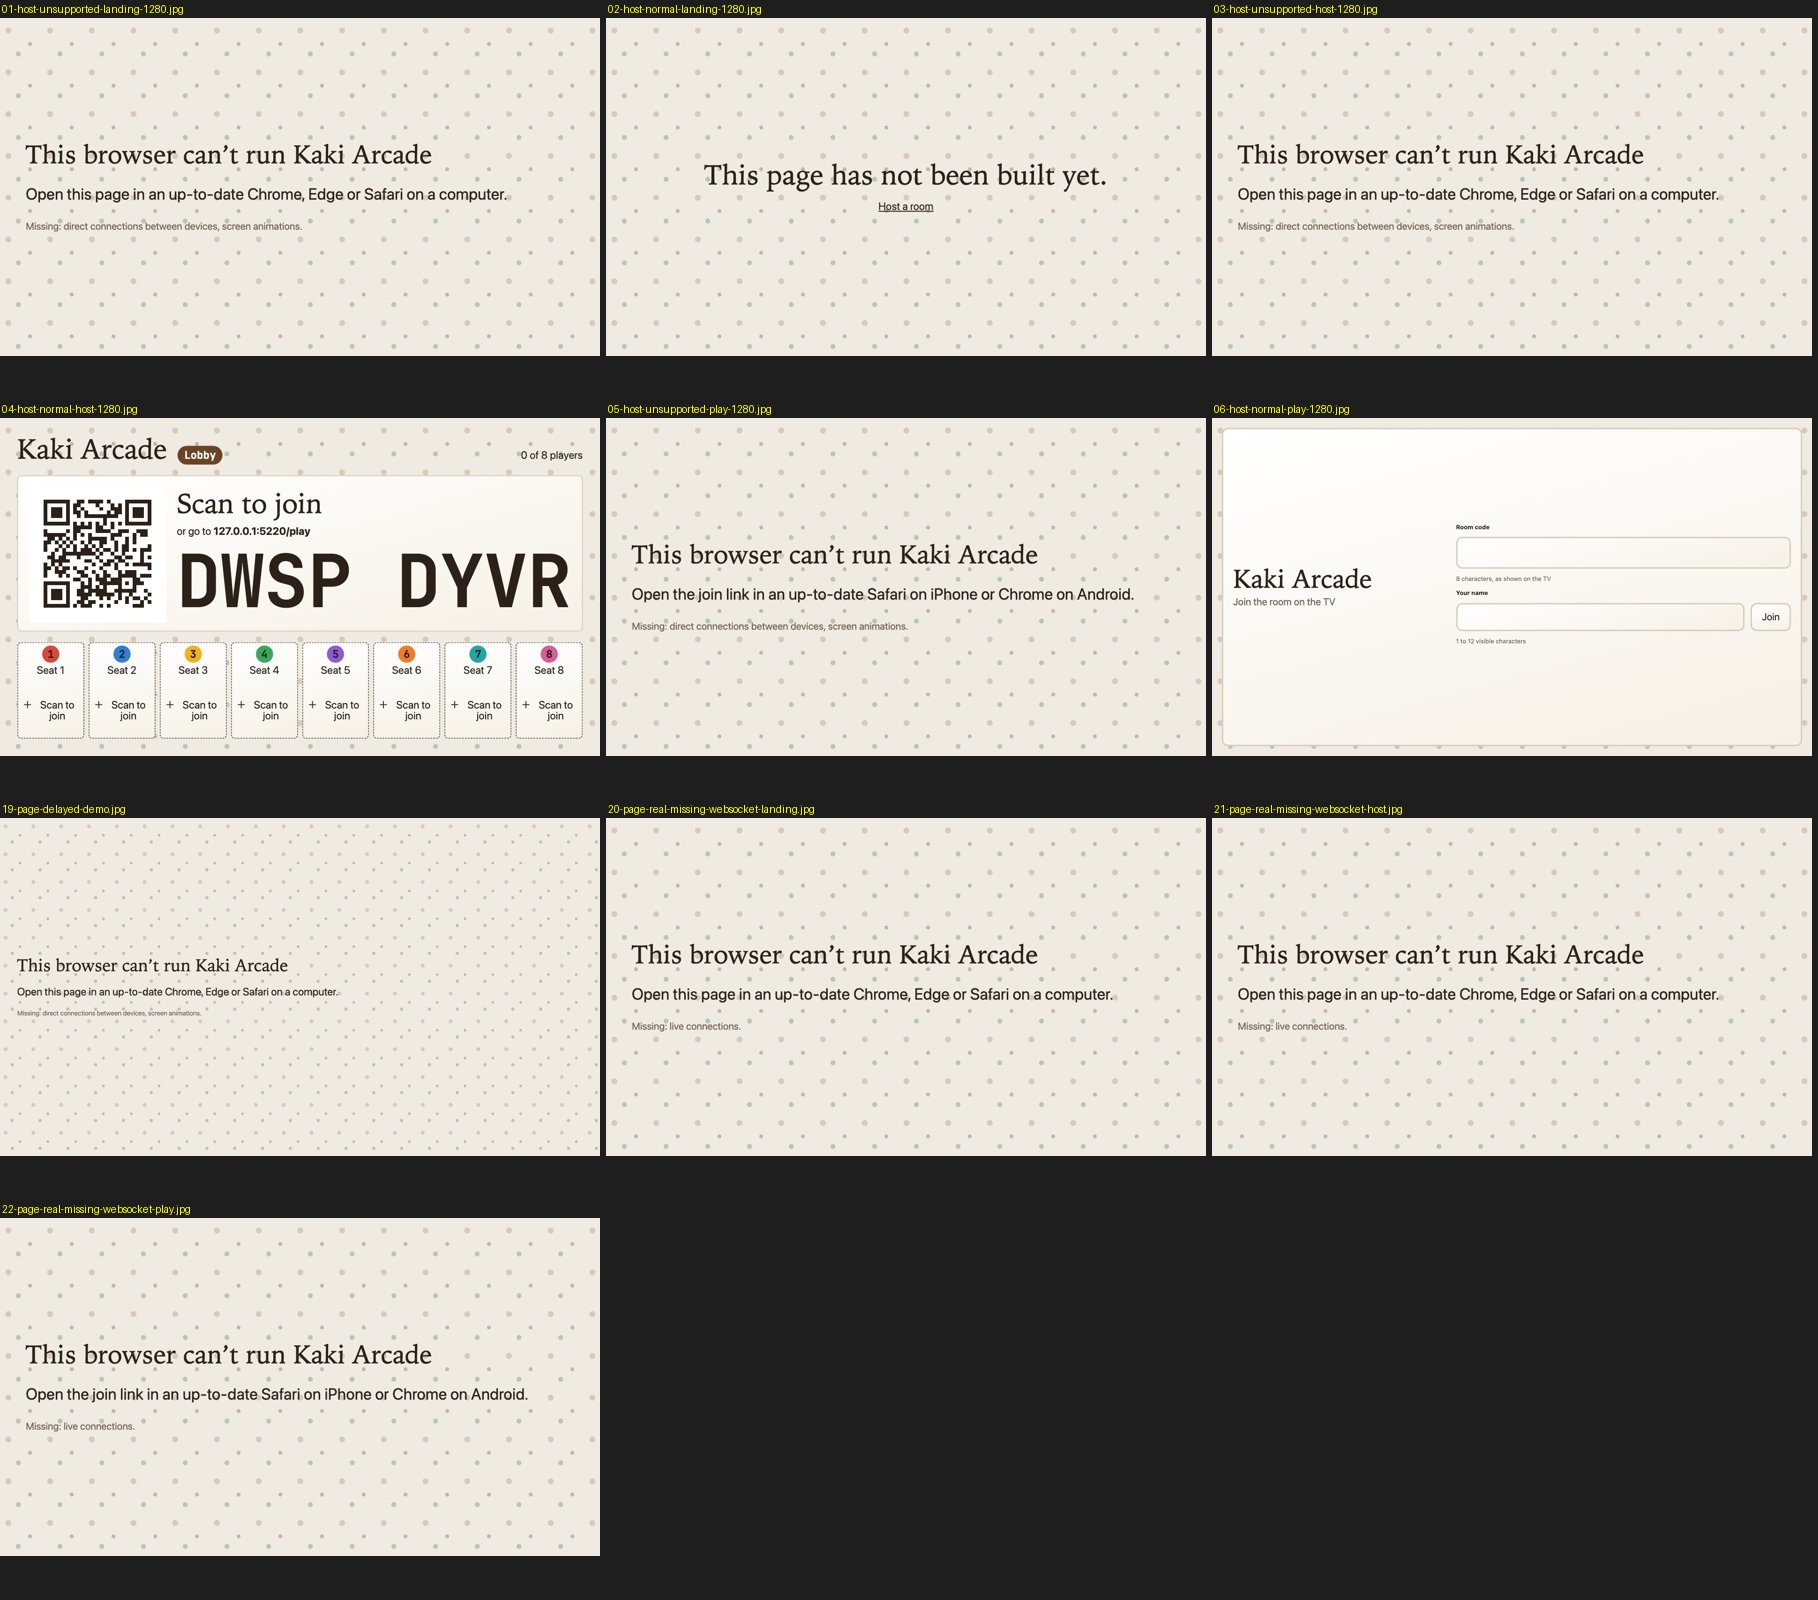 01-host-unsupported-landing-1280.jpg
This browser can’t run Kaki Arcade
Open this page in an up-to-date Chrome, Edge or Safari on a computer.
Missing: direct connections between devices, screen animations.
02-host-normal-landing-1280.jpg
This page has not been built yet.
Host a room
03-host-unsupported-host-1280.jpg
This browser can’t run Kaki Arcade
Open this page in an up-to-date Chrome, Edge or Safari on a computer.
Missing: direct connections between devices, screen animations.
04-host-normal-host-1280.jpg
Kaki Arcade Lobby 0 of 8 players
Scan to join
or go to 127.0.0.1:5220/play
DWSP DYVR
1 2 3 4 5 6 7 8
Seat 1 Seat 2 Seat 3 Seat 4 Seat 5 Seat 6 Seat 7 Seat 8
+ Scan to + Scan to + Scan to + Scan to + Scan to + Scan to + Scan to + Scan to
join join join join join join join join
05-host-unsupported-play-1280.jpg
This browser can’t run Kaki Arcade
Open the join link in an up-to-date Safari on iPhone or Chrome on Android.
Missing: direct connections between devices, screen animations.
06-host-normal-play-1280.jpg
Kaki Arcade
Join the room on the TV
Room code
8 characters, as shown on the TV
Your name
Join
1 to 12 visible characters
19-page-delayed-demo.jpg
This browser can’t run Kaki Arcade
Open this page in an up-to-date Chrome, Edge or Safari on a computer.
Missing: direct connections between devices, screen animations.
20-page-real-missing-websocket-landing.jpg
This browser can’t run Kaki Arcade
Open this page in an up-to-date Chrome, Edge or Safari on a computer.
Missing: live connections.
21-page-real-missing-websocket-host.jpg
This browser can’t run Kaki Arcade
Open this page in an up-to-date Chrome, Edge or Safari on a computer.
Missing: live connections.
22-page-real-missing-websocket-play.jpg
This browser can’t run Kaki Arcade
Open the join link in an up-to-date Safari on iPhone or Chrome on Android.
Missing: live connections.